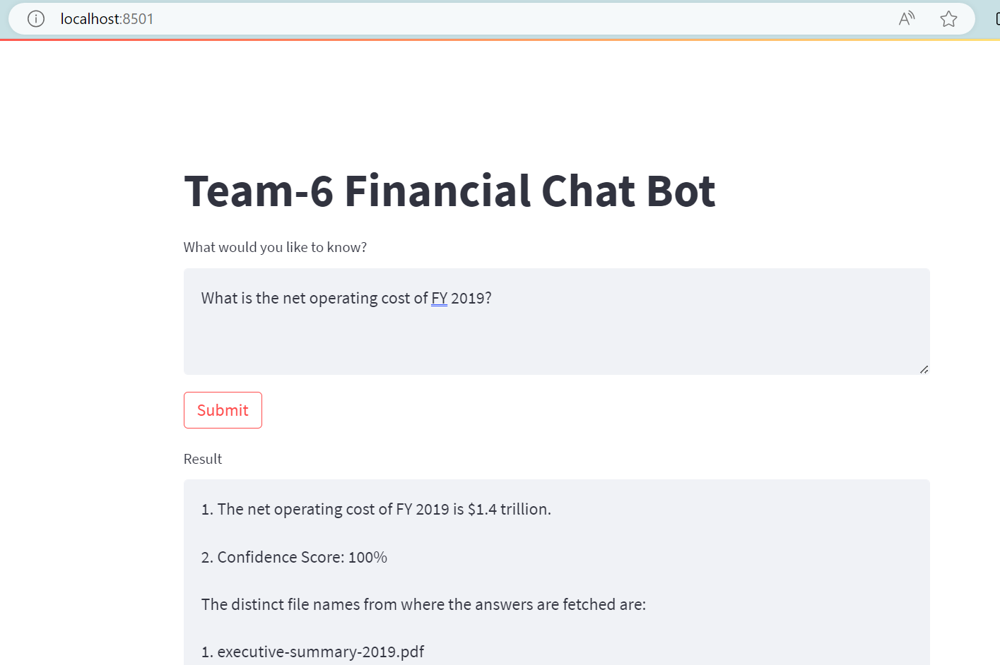 localhost:8501
Team-6 Financial Chat Bot
What would you like to know?
What is the net operating cost of FY 2019?
Submit
Result
1. The net operating cost of FY 2019 is $1.4 trillion.
2. Confidence Score: 100%
The distinct file names from where the answers are fetched are:
1. executive-summary-2019.pdf